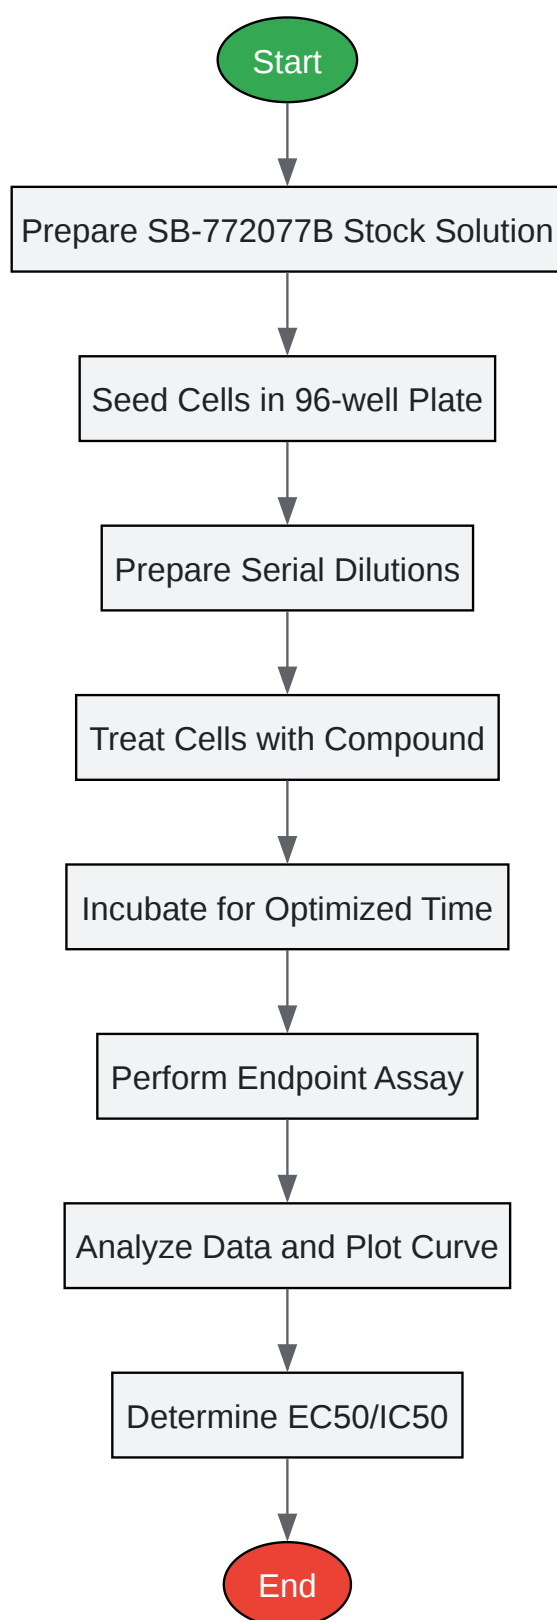 Start
Prepare SB-772077B Stock Solution
Seed Cells in 96-well Plate
Prepare Serial Dilutions
Treat Cells with Compound
Incubate for Optimized Time
Perform Endpoint Assay
Analyze Data and Plot Curve
Determine EC50/IC50
End